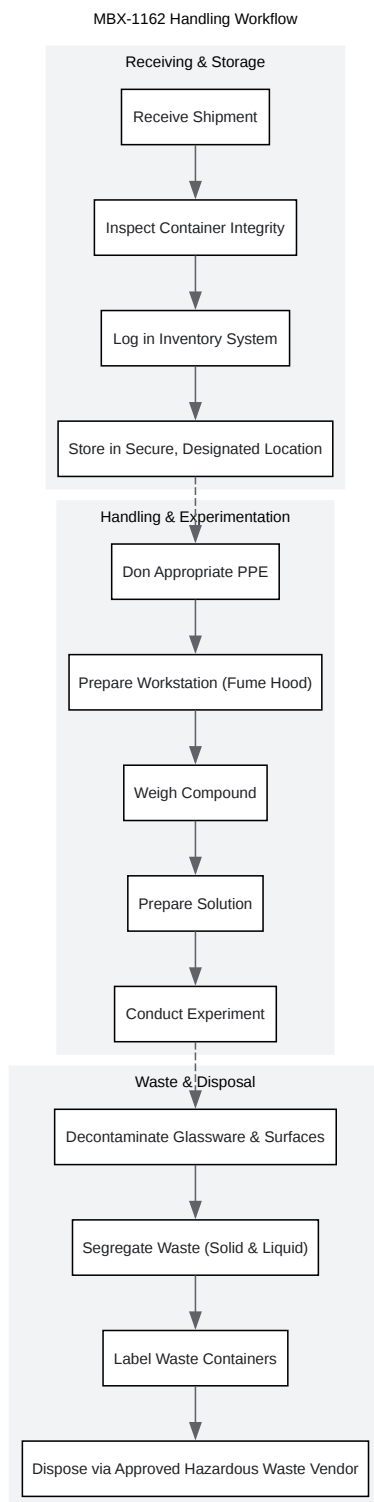 MBX-1162 Handling Workflow
Receiving & Storage
Receive Shipment
Inspect Container Integrity
Log in Inventory System
Store in Secure, Designated Location
Handling & Experimentation
Don Appropriate PPE
Prepare Workstation (Fume Hood)
Weigh Compound
Prepare Solution
Conduct Experiment
Waste & Disposal
Decontaminate Glassware & Surfaces
Segregate Waste (Solid & Liquid)
Label Waste Containers
Dispose via Approved Hazardous Waste Vendor